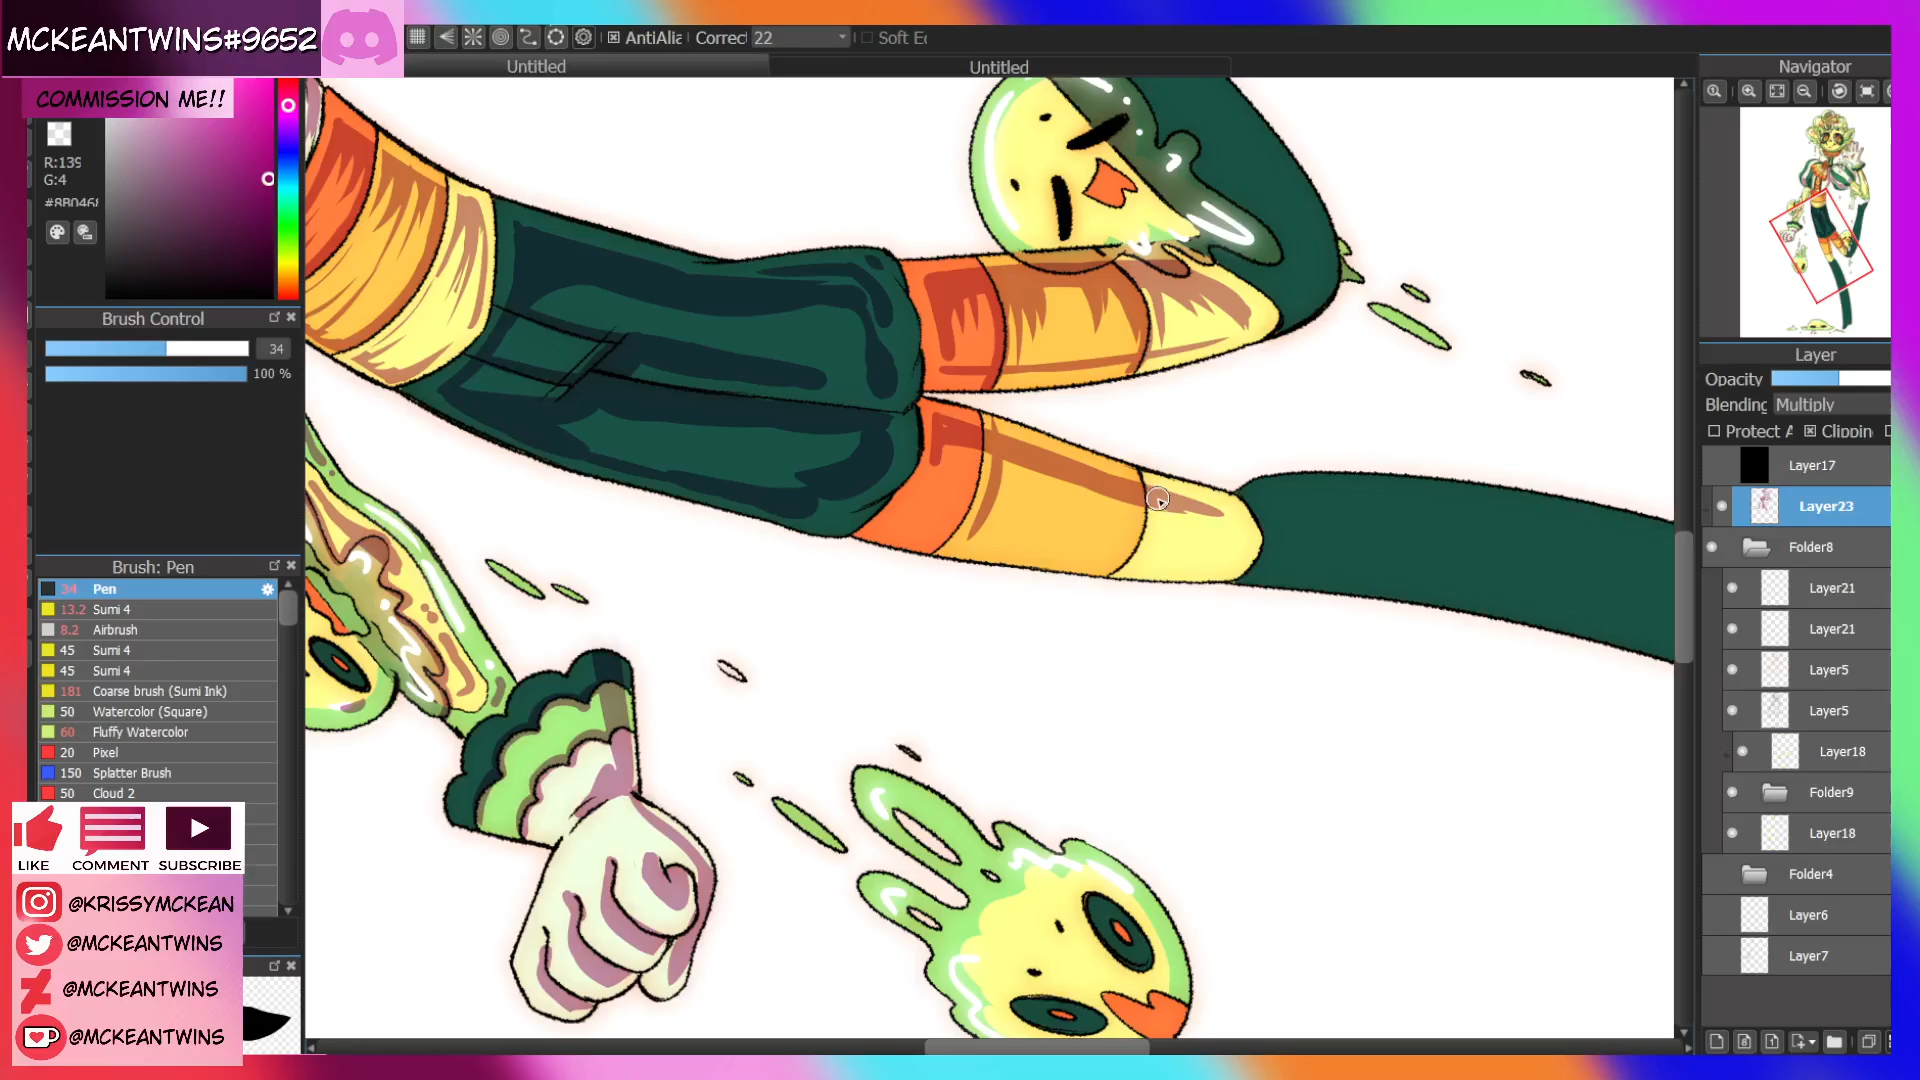 MCKEANTWINS#9652
COMMISSION ME!!
AntiAlia
Correct
22
Soft E
Untitled
Untitled
R:139
G:4
#8B046
Brush Control
34
100 %
Brush: Pen
34 Pen
13.2 Sumi 4
8.2 Airbrush
45 Sumi 4
45 Sumi 4
181 Coarse brush (Sumi Ink)
50 Watercolor (Square)
60 Fluffy Watercolor
20 Pixel
150 Splatter Brush
50 Cloud 2
LIKE COMMENT SUBSCRIBE
@KRISSYMCKEAN
@MCKEANTWINS
@MCKEANTWINS
@MCKEANTWINS
Navigator
Layer
Opacity
Blending Multiply
Protect A Clippin
Layer17
Layer23
Folder8
Layer21
Layer21
Layer5
Layer5
Layer18
Folder9
Layer18
Folder4
Layer6
Layer7